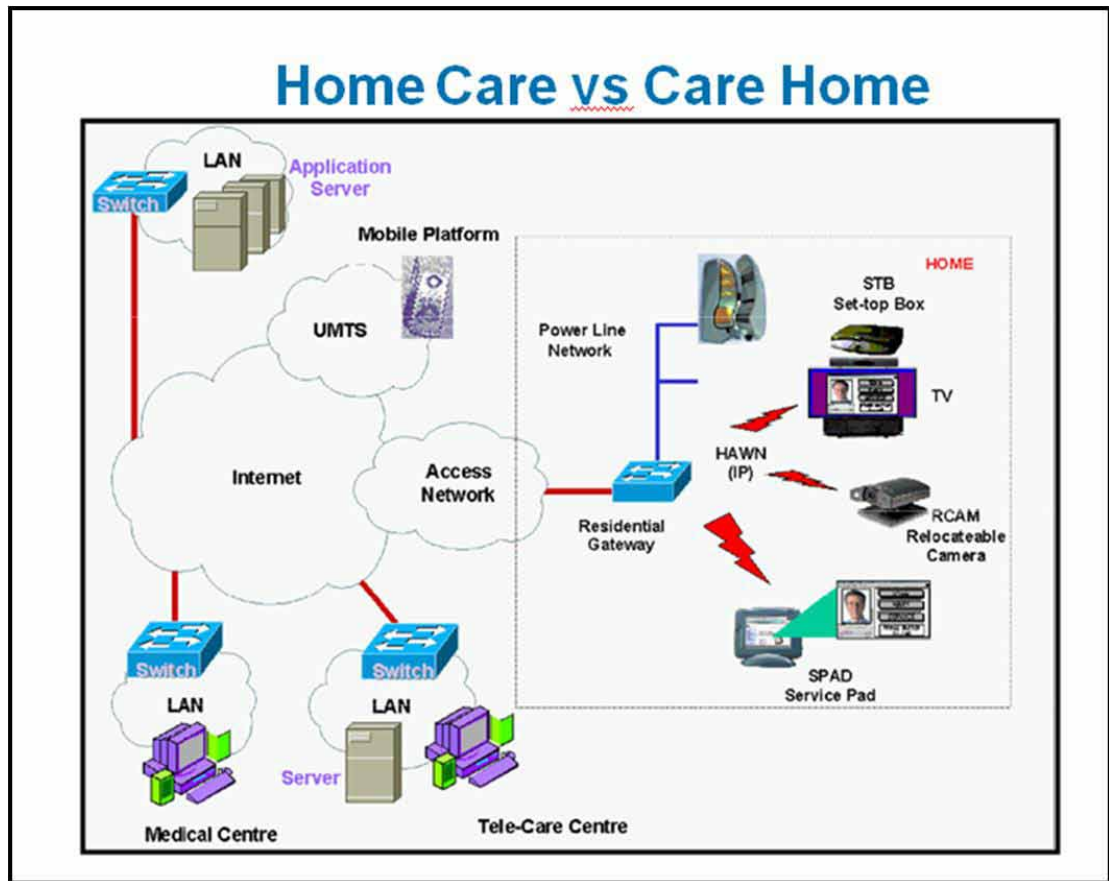 Home Care vs Care Home
LAN
Application
Server
Switch
Mobile Platform
UMTS
Internet
Access
Network
HOME
STB
Set-top Box
Power Line
Network
TV
HAWN
(IP)
Residential
Gateway
RCAM
Relocateable
Camera
SPAD
Service Pad
Switch
LAN
Medical Centre
Switch
LAN
Server
Tele-Care Centre